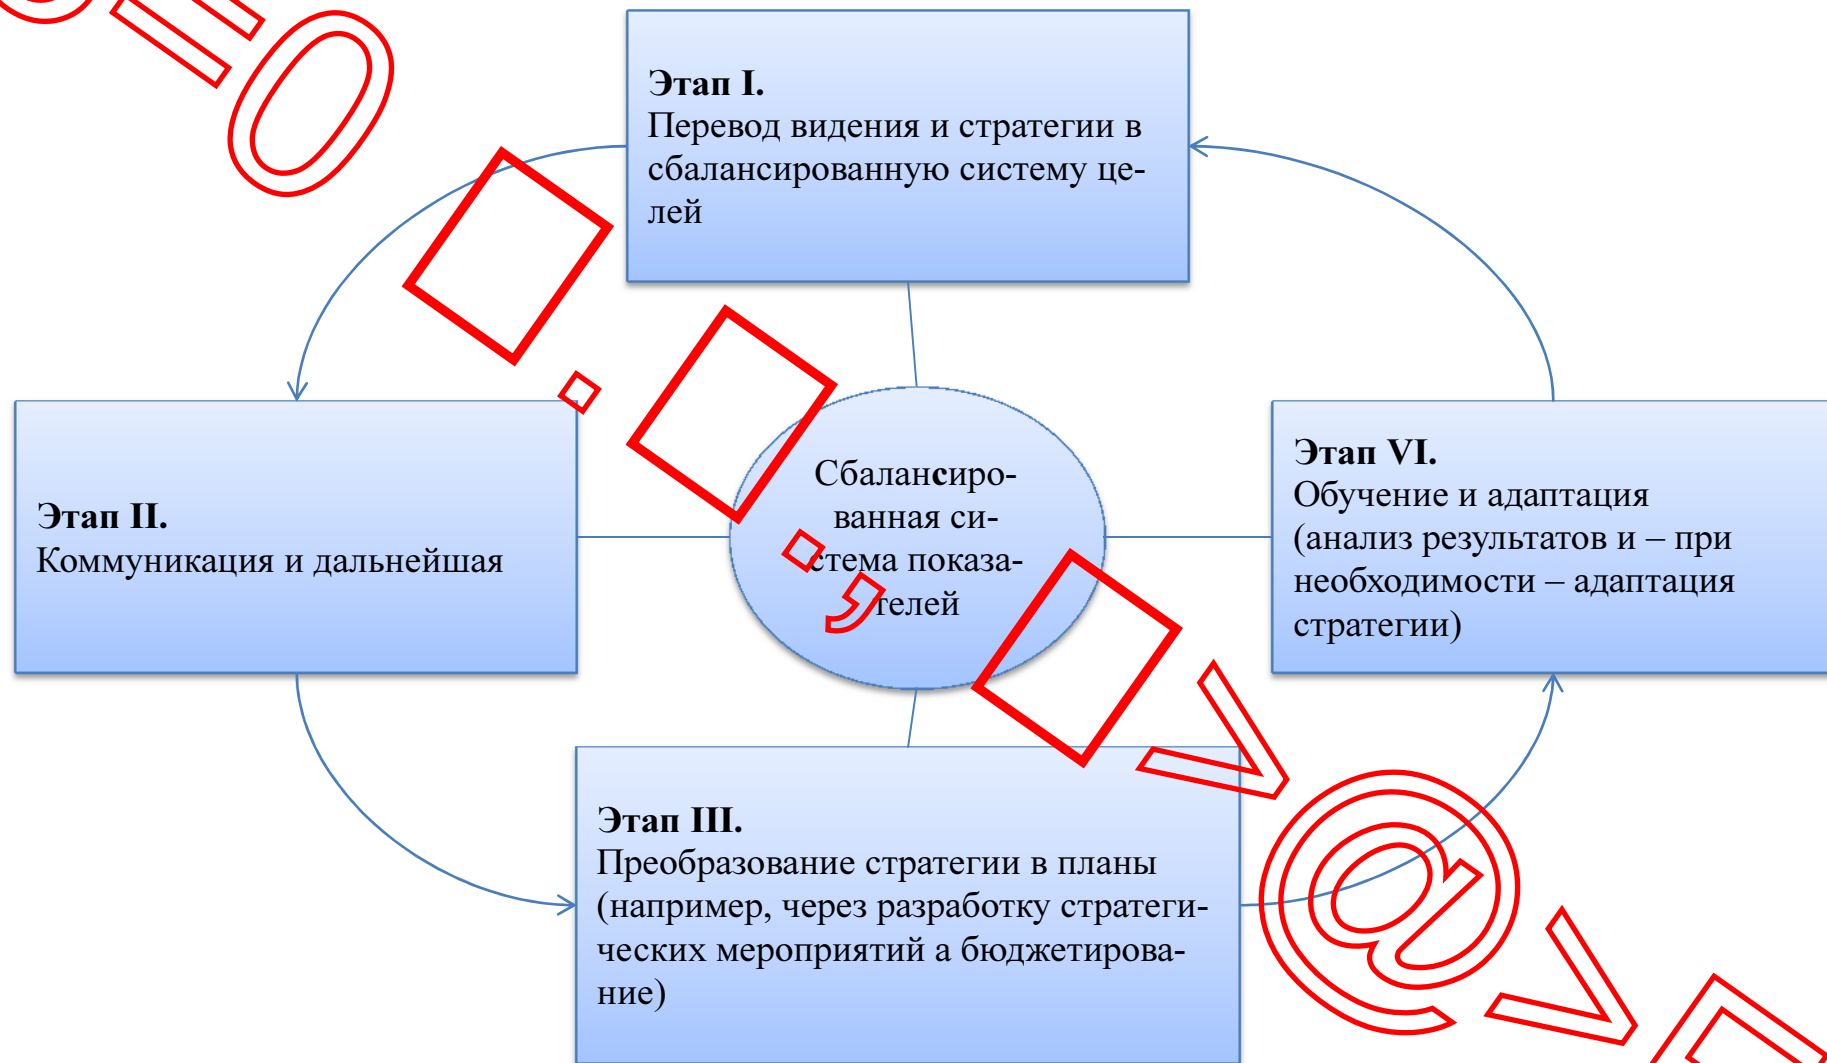 Этап I.
Перевод видения и стратегии в
сбалансированную систему це-
лей
Этап II.
Коммуникация и дальнейшая
Сбалансиро-
ванная си-
стема показа-
телей
Этап VI.
Обучение и адаптация
(анализ результатов и – при
необходимости – адаптация
стратегии)
Этап III.
Преобразование стратегии в планы
(например, через разработку стратеги-
ческих мероприятий а бюджетирова-
ние)